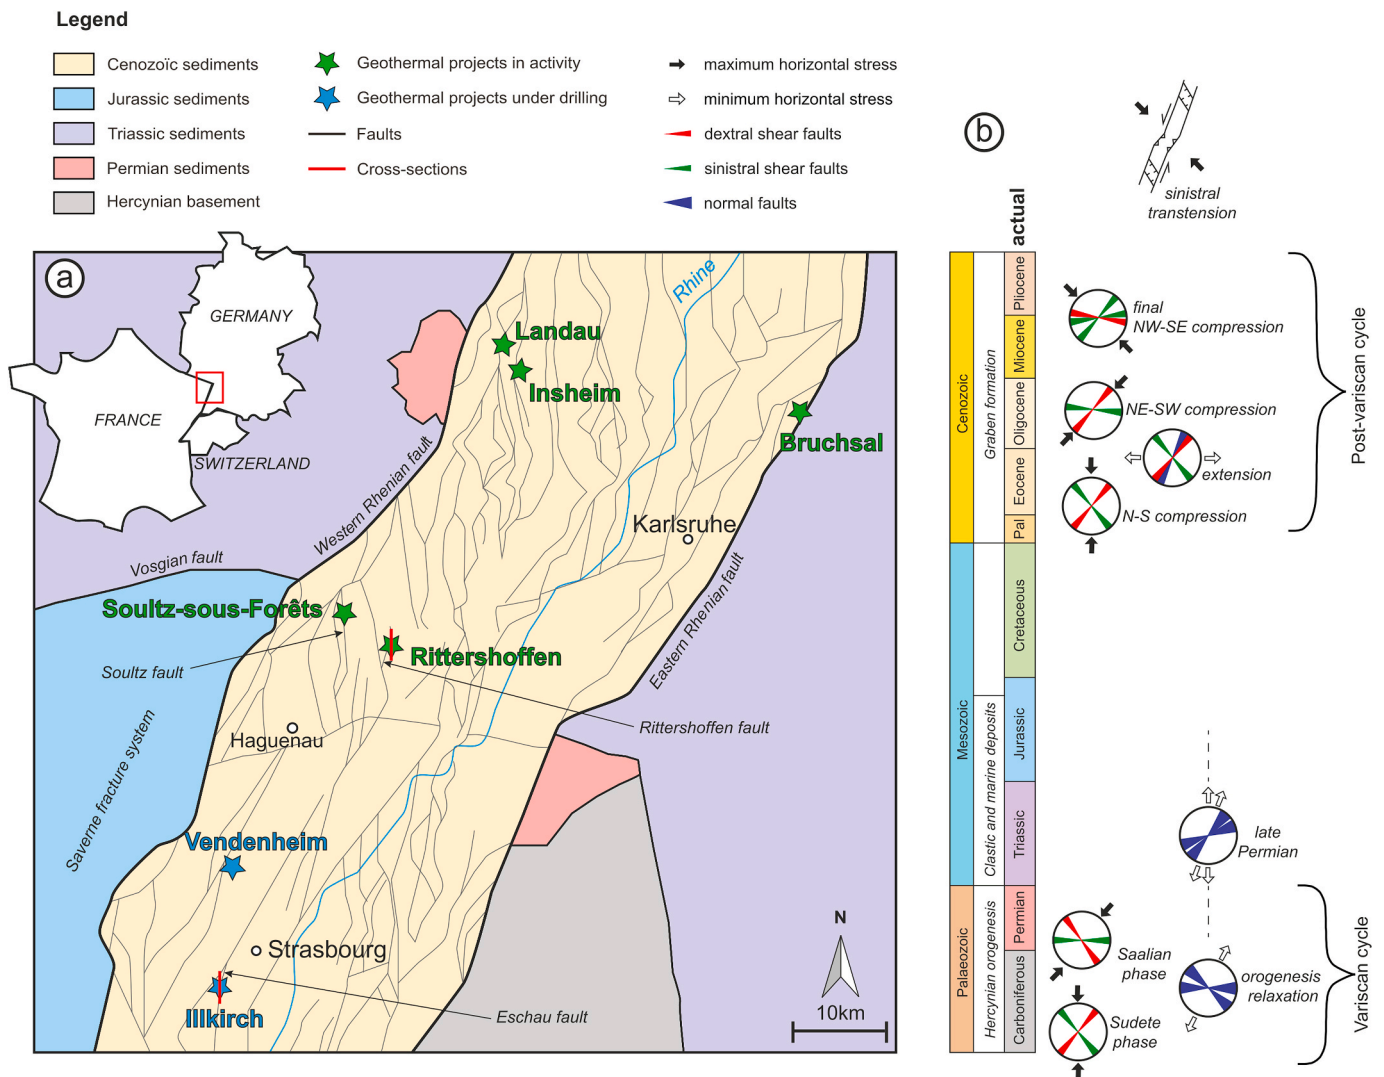 Legend
Cenozoïc sediments
Jurassic sediments
Triassic sediments
Permian sediments
Hercynian basement
Geothermal projects in activity
Geothermal projects under drilling
Faults
Cross-sections
maximum horizontal stress
minimum horizontal stress
dextral shear faults
sinistral shear faults
normal faults
a
GERMANY
FRANCE
SWITZERLAND
Rhine
Landau
Insheim
Bruchsal
Western Rhenian fault
Karlsruhe
Vosgian fault
Eastern Rhenian fault
Soultz-sous-Forêts
Soultz fault
Rittershoffen
Rittershoffen fault
Haguenau
Saverne fracture system
Vendenheim
Strasbourg
Illkirch
Eschau fault
N
10km
b
sinistral
transtension
actual
Cenozoic
Graben formation
Pliocene
Miocene
Oligocene
Eocene
Pal
final
NW-SE compression
NE-SW compression
extension
N-S compression
Post-variscan cycle
Mesozoic
Clastic and marine deposits
Cretaceous
Jurassic
Triassic
late
Permian
Palaeozoic
Hercynian orogenesis
Permian
Carboniferous
Saalian
phase
orogenesis
relaxation
Sudete
phase
Variscan cycle